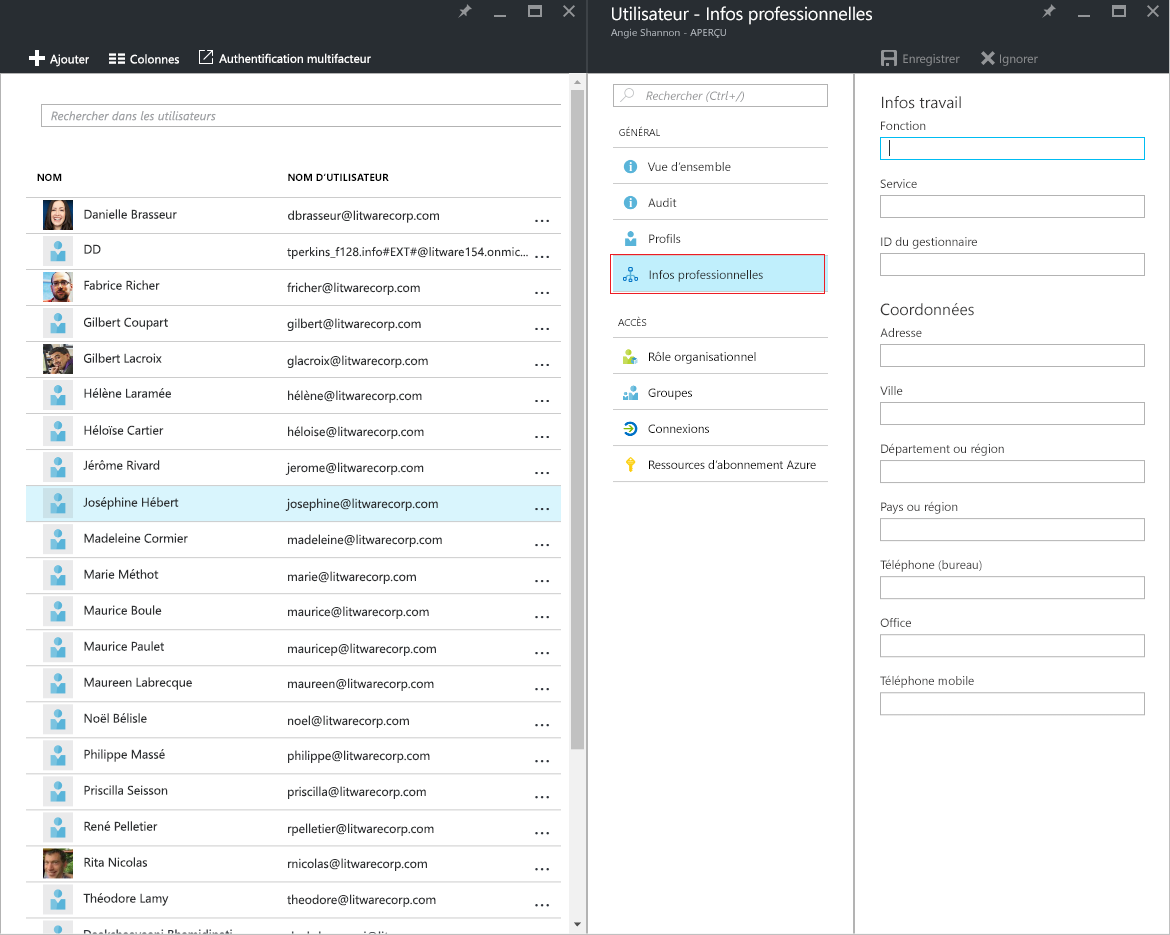 Ajouter Colonnes Authentification multifacteur
Rechercher dans les utilisateurs
NOM NOM D'UTILISATEUR
Danielle Brasseur dbrasseur@litwarecorp.com ...
DD tperkins_f128.info#EXT#@litware154.onmic... ...
Fabrice Richer fricher@litwarecorp.com ...
Gilbert Coupart gilbert@litwarecorp.com ...
Gilbert Lacroix glacroix@litwarecorp.com ...
Hélène Laramée hélène@litwarecorp.com ...
Héloïse Cartier héloise@litwarecorp.com ...
Jérôme Rivard jerome@litwarecorp.com ...
Joséphine Hébert josephine@litwarecorp.com ...
Madeleine Cormier madeleine@litwarecorp.com ...
Marie Méthot marie@litwarecorp.com ...
Maurice Boule maurice@litwarecorp.com ...
Maurice Paulet mauricep@litwarecorp.com ...
Maureen Labrecque maureen@litwarecorp.com ...
Noël Bélisle noel@litwarecorp.com ...
Philippe Massé philippe@litwarecorp.com ...
Priscilla Seisson priscilla@litwarecorp.com ...
René Pelletier rpelletier@litwarecorp.com ...
Rita Nicolas rnicolas@litwarecorp.com ...
Théodore Lamy theodore@litwarecorp.com ...
Utilisateur - Infos professionnelles
Angie Shannon - APERÇU
Enregistrer Ignorer
Rechercher (Ctrl+/)
GÉNÉRAL
Vue d'ensemble
Audit
Profils
Infos professionnelles
ACCÈS
Rôle organisationnel
Groupes
Connexions
Ressources d'abonnement Azure
Infos travail
Fonction
Service
ID du gestionnaire
Coordonnées
Adresse
Ville
Département ou région
Pays ou région
Téléphone (bureau)
Office
Téléphone mobile